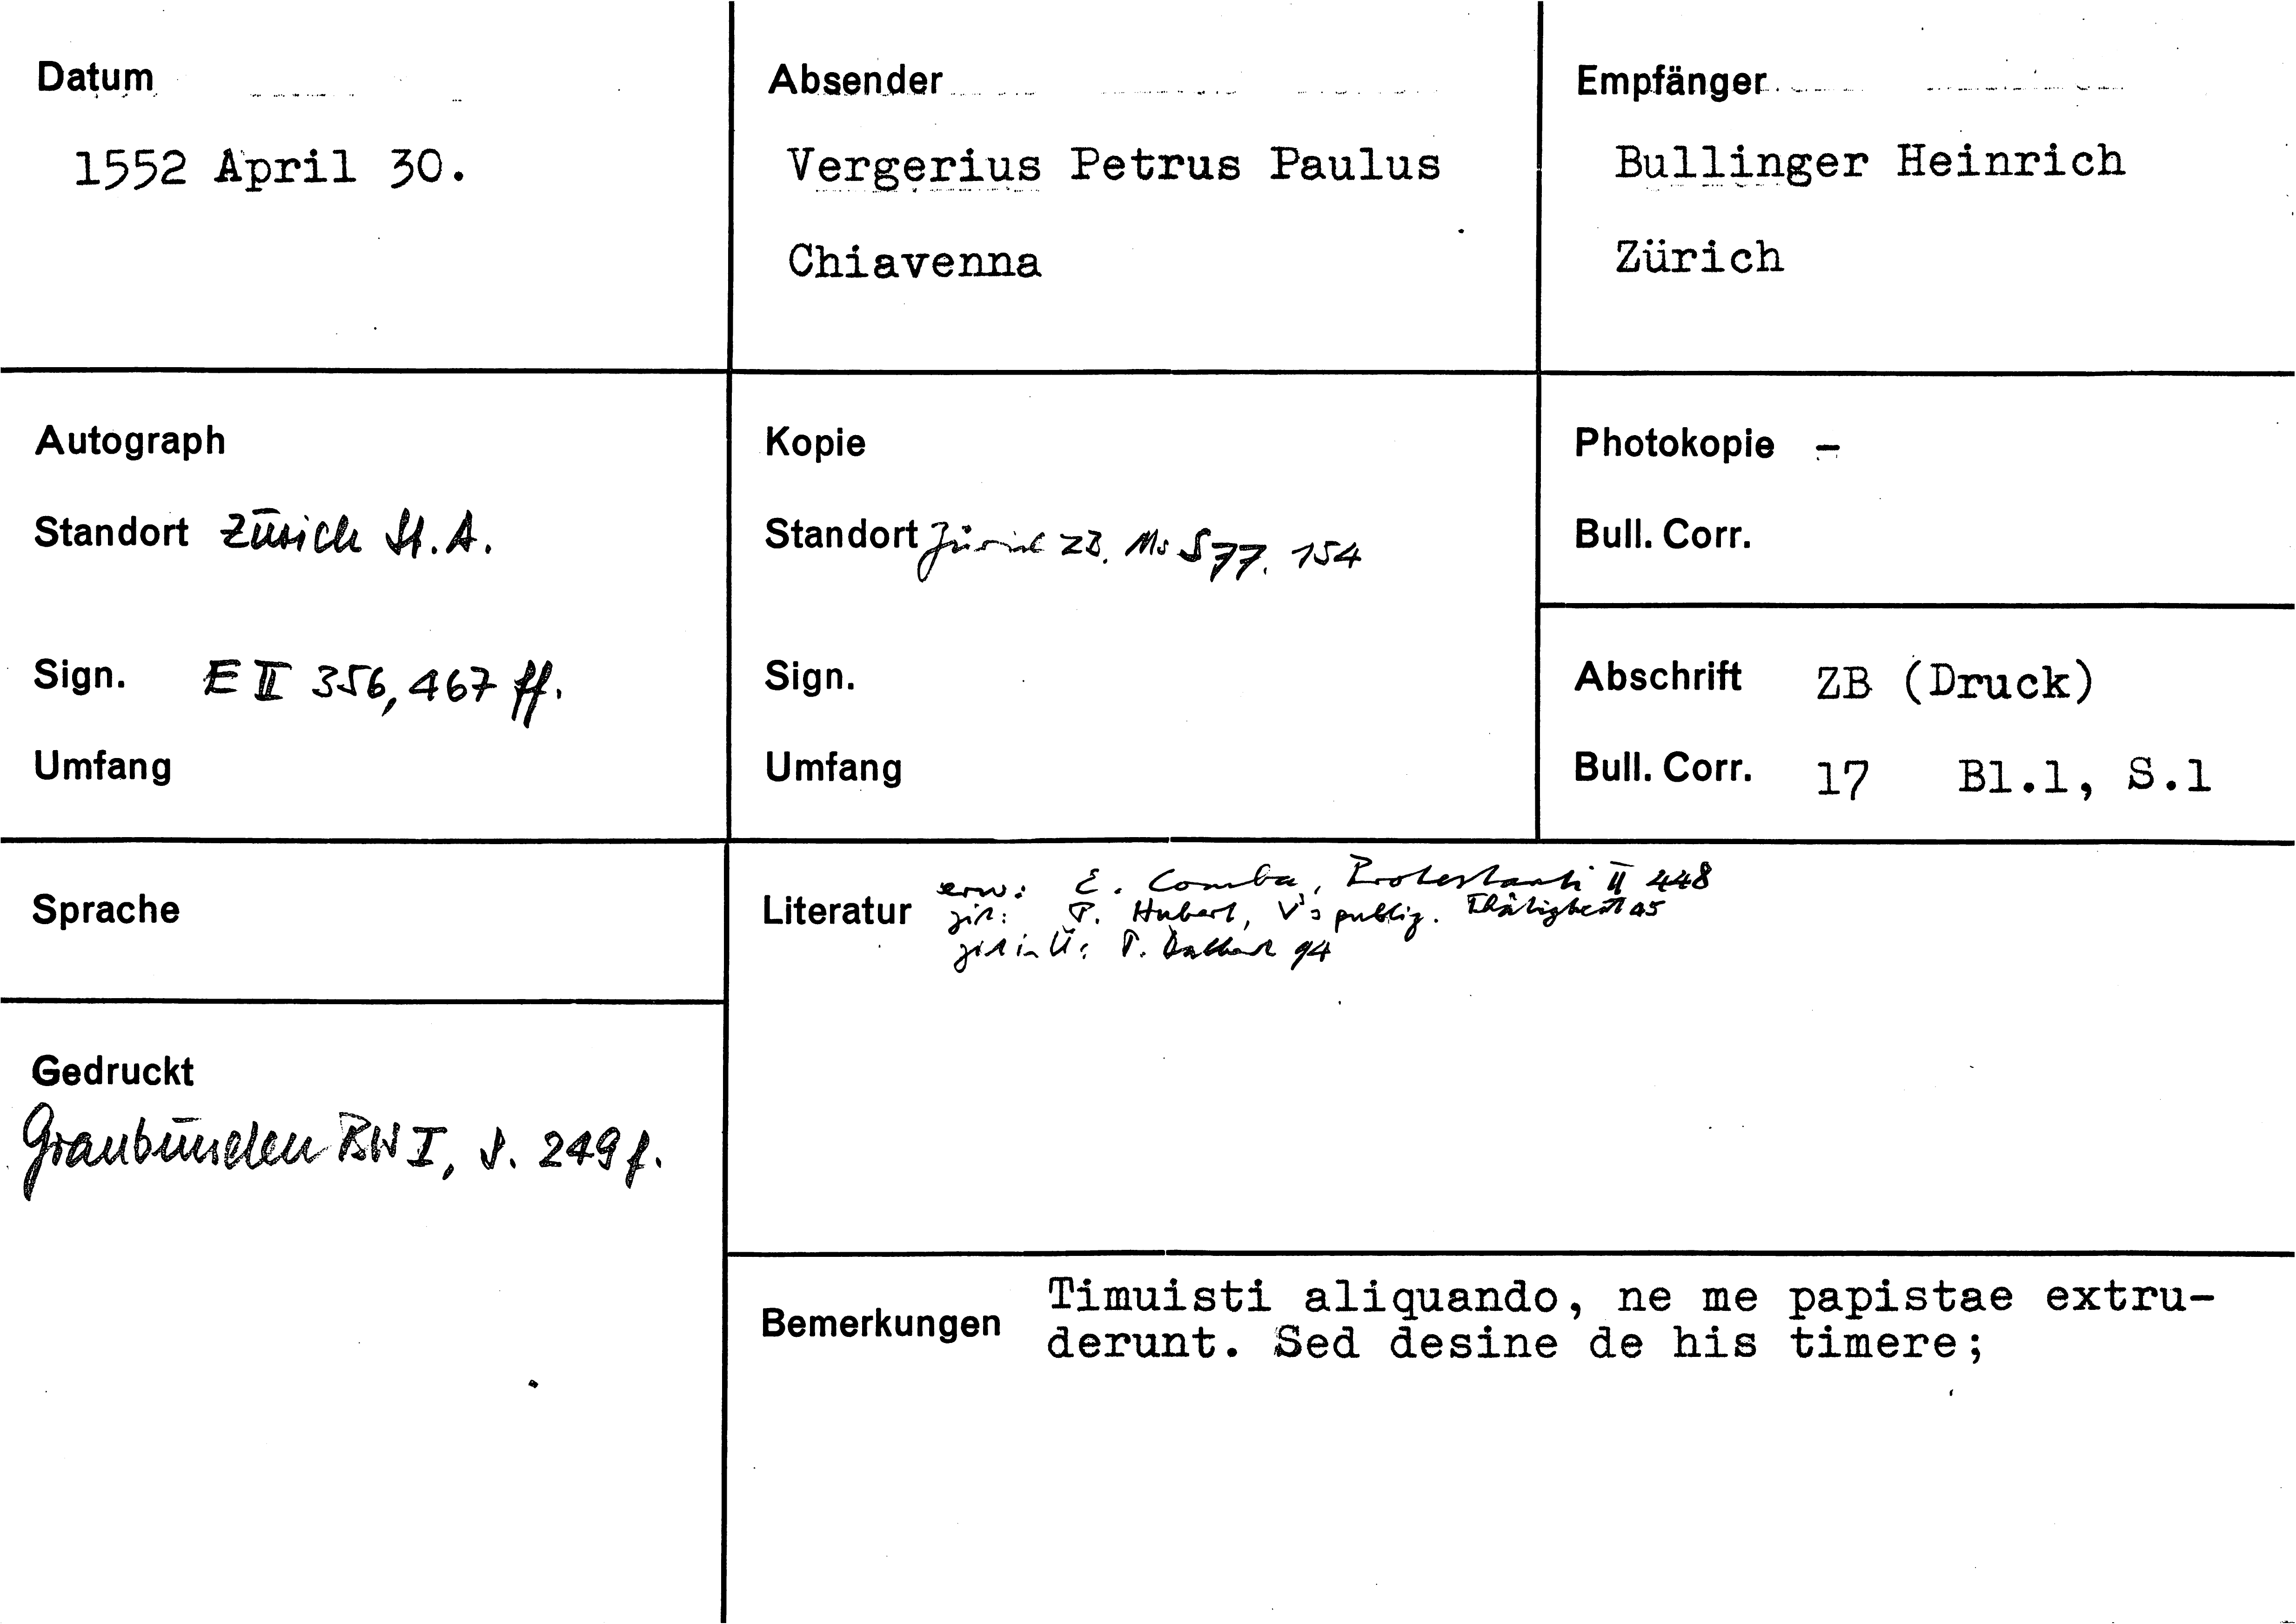 Datum
1552 April 30.
Absender
Vergerius Petrus Paulus
Chiavenna
Empfänger
Bullinger Heinrich
Zürich
Autograph
Standort Zürich St.A.
Sign. E II 356, 467 ff.
Umfang
Kopie
Standort Zürich ZB. Ms S 77. 154
Sign.
Umfang
Photokopie -
Bull. Corr.
Abschrift ZB (Druck)
Bull. Corr. 17 Bl.1, S.1
Sprache
Gedruckt
Graubünden BW I, S. 249 f.
Literatur
erw: E. Comba, Protestanti II 448
zit: P. Hubert, V's publiz. Thätigkeit
zit in Ü: P. 94
Bemerkungen
Timuisti aliquando, ne me papistae extru-
derunt. Sed desine de his timere;